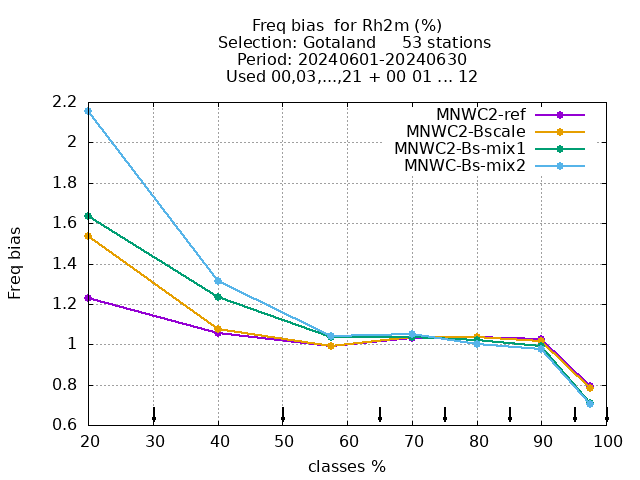 Freq bias  for Rh2m (%)
Selection: Gotaland     53 stations
Period: 20240601-20240630
Used 00,03,...,21 + 00 01 ... 12
MNWC2-ref
MNWC2-Bscale
MNWC2-Bs-mix1
MNWC-Bs-mix2
2.2
2
1.8
1.6
1.4
1.2
1
0.8
0.6
Freq bias
20 30 40 50 60 70 80 90 100
classes %